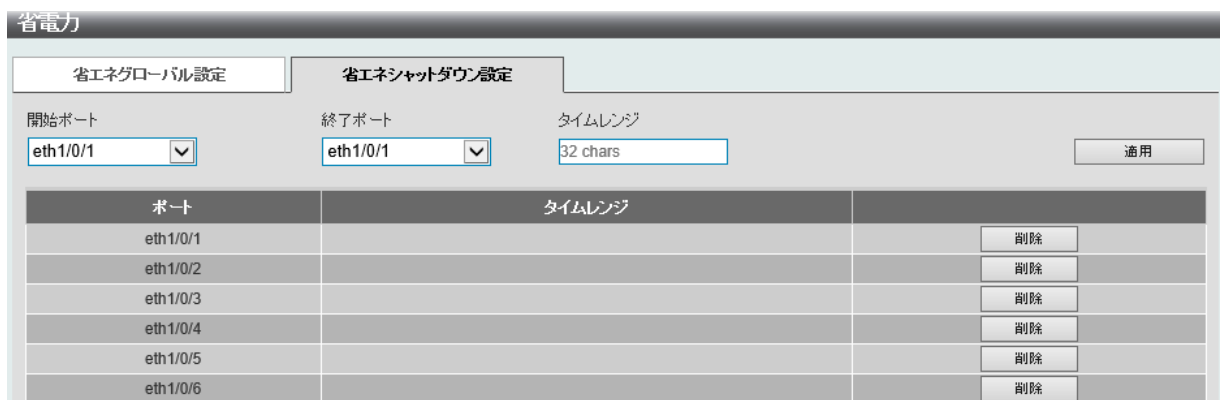 省電力
省エネグローバル設定 省エネシャットダウン設定
開始ポート 終了ポート タイムレンジ
eth1/0/1 eth1/0/1 32 chars 適用
ポート タイムレンジ
eth1/0/1 削除
eth1/0/2 削除
eth1/0/3 削除
eth1/0/4 削除
eth1/0/5 削除
eth1/0/6 削除